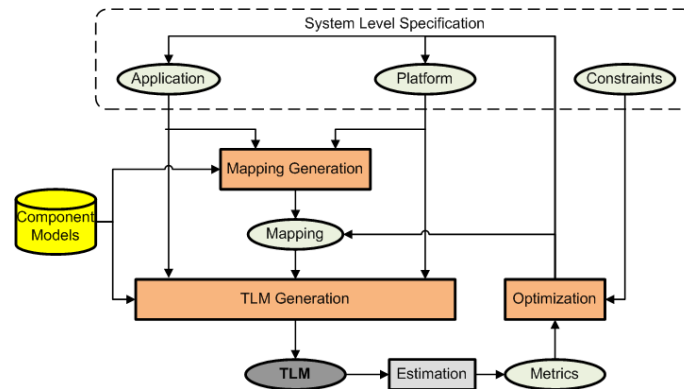 System Level Specification
Application
Platform
Constraints
Mapping Generation
Component
Models
Mapping
TLM Generation
Optimization
TLM
Estimation
Metrics